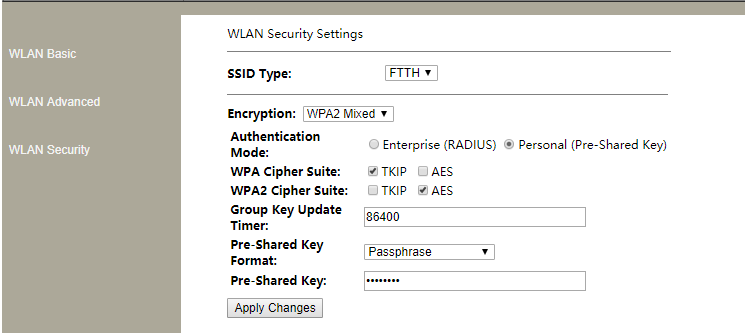 WLAN Security Settings
WLAN Basic
SSID Type: FTTH
WLAN Advanced
Encryption: WPA2 Mixed
Authentication
Mode:
Enterprise (RADIUS) Personal (Pre-Shared Key)
WLAN Security
WPA Cipher Suite: TKIP AES
WPA2 Cipher Suite: TKIP AES
Group Key Update
Timer:
86400
Pre-Shared Key
Format:
Passphrase
Pre-Shared Key: ••••••••
Apply Changes